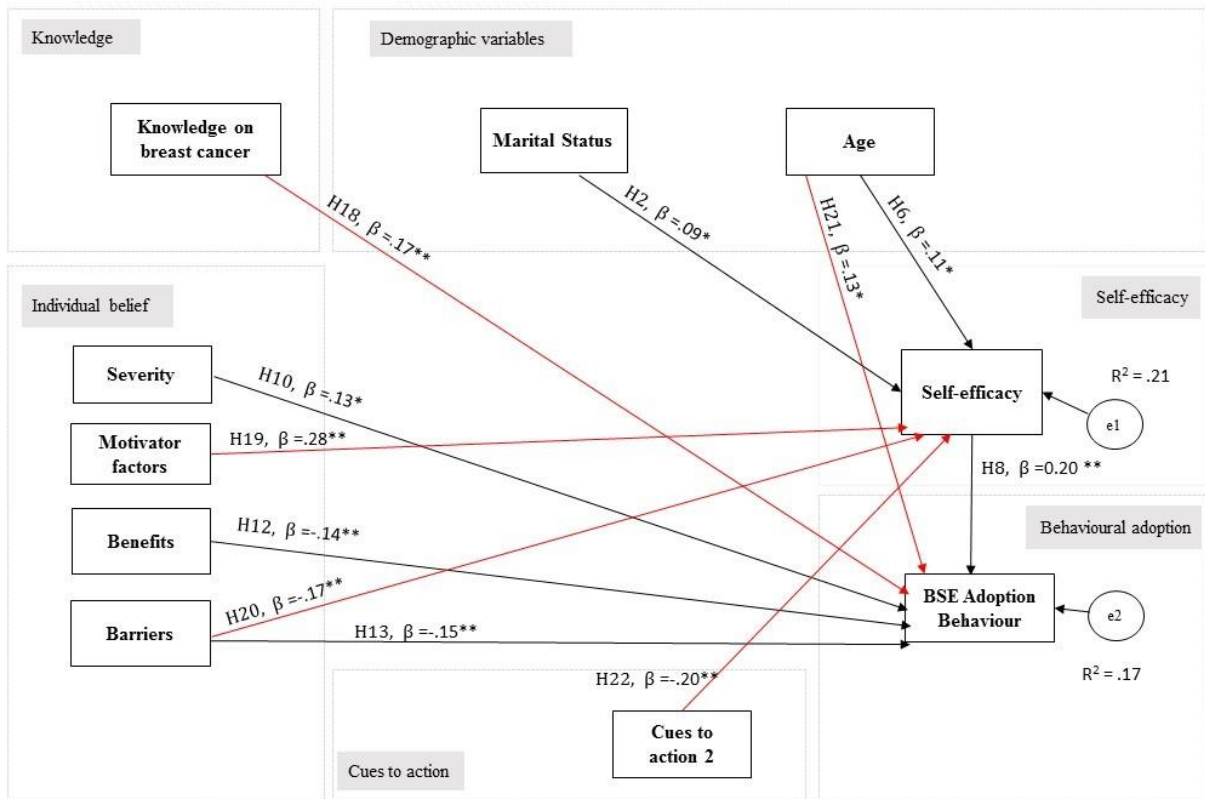 Knowledge
Demographic variables
Knowledge on
breast cancer
Marital Status
Age
H18, β =.17**
H2, β =.09*
H21, β =.13*
H6, β =.11*
Individual belief
Self-efficacy
Severity
H10, β =.13*
Self-efficacy
R² = .21
e1
Motivator
factors
H19, β =.28**
H8, β =0.20 **
Benefits
H12, β =-.14**
Behavioural adoption
Barriers
H20, β =-.17**
H13, β =-.15**
BSE Adoption
Behaviour
e2
R² = .17
H22, β =-.20**
Cues to
action 2
Cues to action